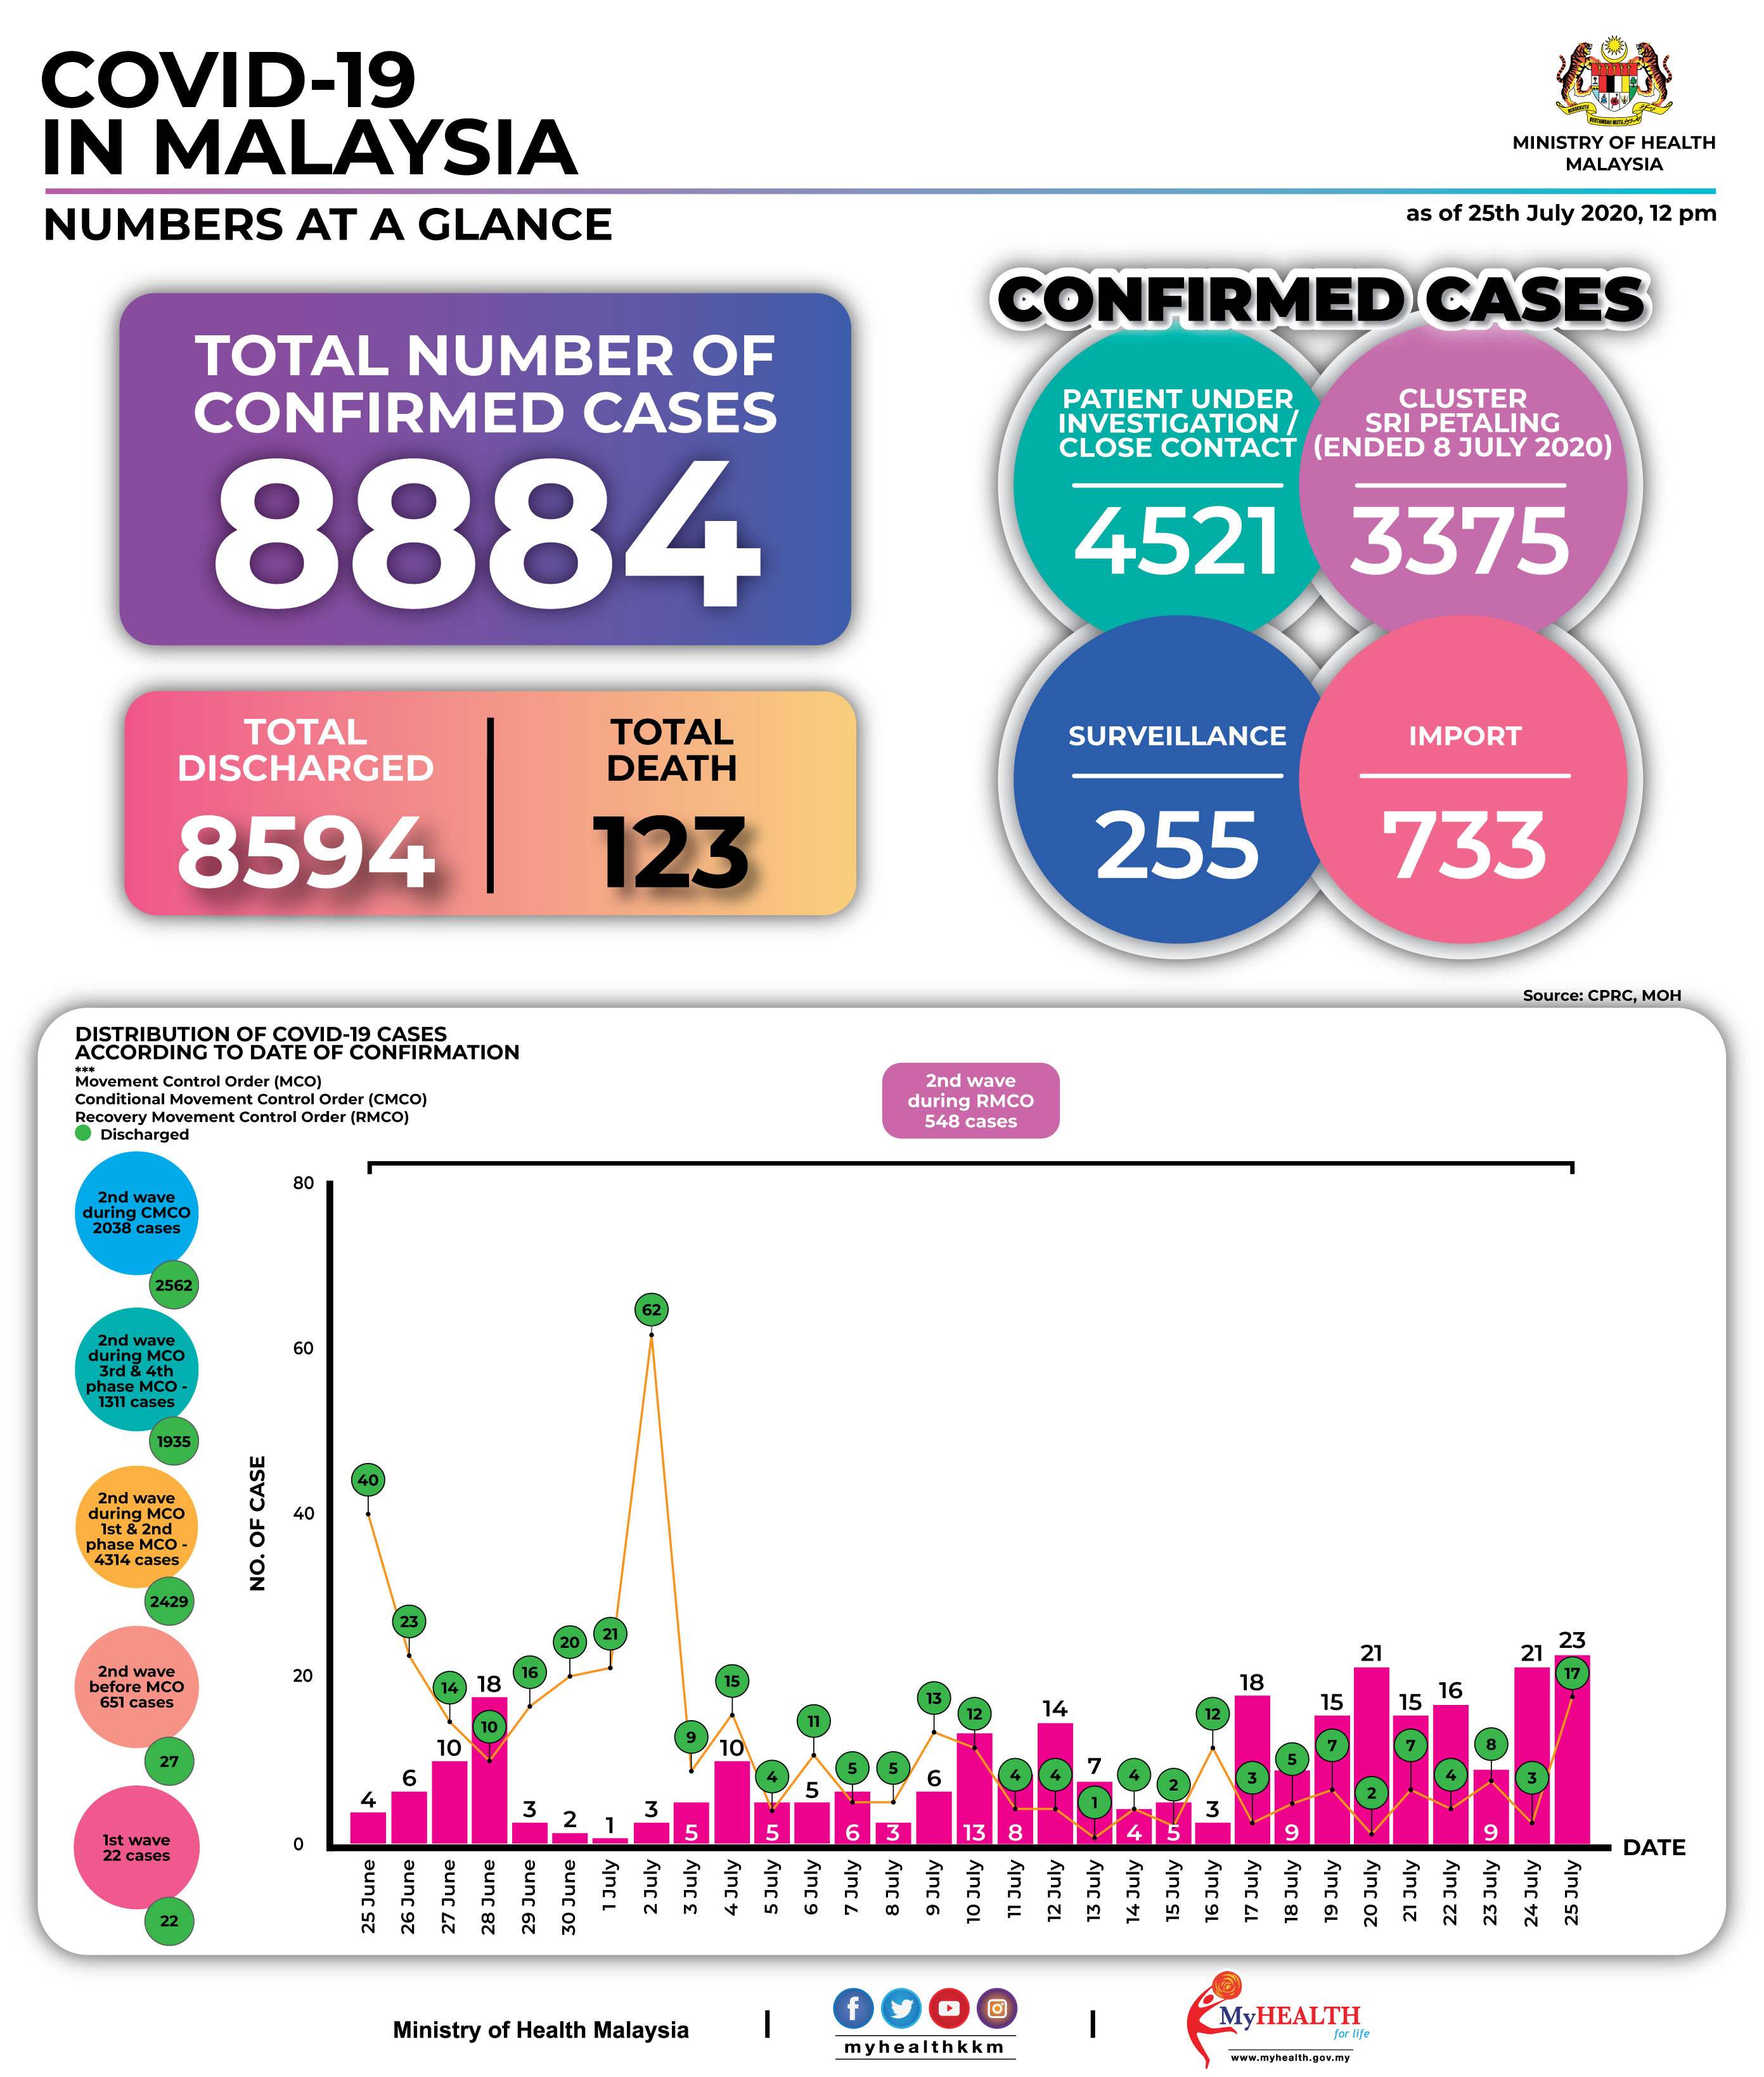 COVID-19
IN MALAYSIA
MINISTRY OF HEALTH
MALAYSIA
NUMBERS AT A GLANCE
as of 25th July 2020, 12 pm
TOTAL NUMBER OF
CONFIRMED CASES
8884
TOTAL
DISCHARGED
8594
TOTAL
DEATH
123
CONFIRMED CASES
PATIENT UNDER
INVESTIGATION /
CLOSE CONTACT
4521
CLUSTER
SRI PETALING
(ENDED 8 JULY 2020)
3375
SURVEILLANCE
255
IMPORT
733
Source: CPRC, MOH
DISTRIBUTION OF COVID-19 CASES
ACCORDING TO DATE OF CONFIRMATION
***
Movement Control Order (MCO)
Conditional Movement Control Order (CMCO)
Recovery Movement Control Order (RMCO)
Discharged
2nd wave
during RMCO
548 cases
2nd wave
during CMCO
2038 cases
2562
2nd wave
during MCO
3rd & 4th
phase MCO -
1311 cases
1935
2nd wave
during MCO
1st & 2nd
phase MCO -
4314 cases
2429
2nd wave
before MCO
651 cases
27
1st wave
22 cases
22
NO. OF CASE
80
60
40
20
0
40 23 14 10 16 20 21 62 9 15 4 11 5 5 13 12 4 4 1 4 2 12 3 5 7 2 7 4 8 3 17
4 6 10 18 3 2 1 3 5 10 5 5 6 3 6 13 8 14 7 4 5 3 18 9 15 21 15 16 9 21 23
DATE
25 June
26 June
27 June
28 June
29 June
30 June
1 July
2 July
3 July
4 July
5 July
6 July
7 July
8 July
9 July
10 July
11 July
12 July
13 July
14 July
15 July
16 July
17 July
18 July
19 July
20 July
21 July
22 July
23 July
24 July
25 July
Ministry of Health Malaysia
myhealthkkm
MyHEALTH
for life
www.myhealth.gov.my